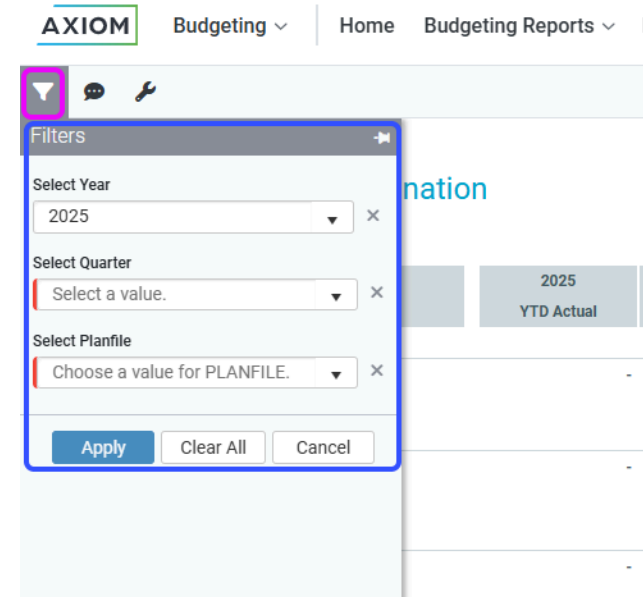 AXIOM Budgeting Home Budgeting Reports
Filters
nation
Select Year
2025
Select Quarter
Select a value.
2025
YTD Actual
Select Planfile
Choose a value for PLANFILE.
-
Apply Clear All Cancel
-
-